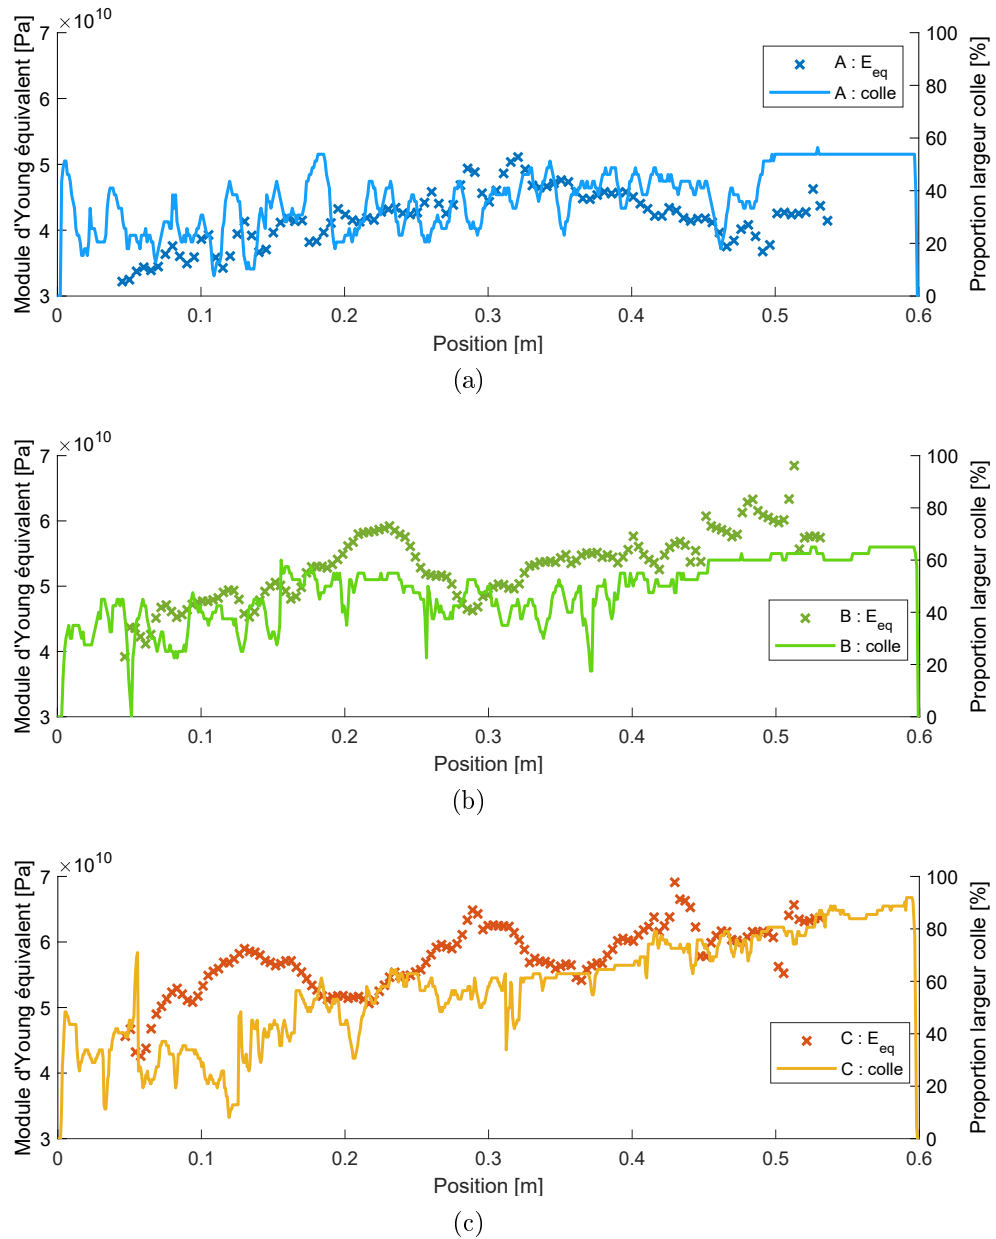 ×10^10
Module d'Young équivalent [Pa]
7
6
5
4
3
100
80
60
40
20
0
Proportion largeur colle [%]
A : E_eq
A : colle
0 0.1 0.2 0.3 0.4 0.5 0.6
Position [m]
(a)
×10^10
Module d'Young équivalent [Pa]
7
6
5
4
3
100
80
60
40
20
0
Proportion largeur colle [%]
B : E_eq
B : colle
0 0.1 0.2 0.3 0.4 0.5 0.6
Position [m]
(b)
×10^10
Module d'Young équivalent [Pa]
7
6
5
4
3
100
80
60
40
20
0
Proportion largeur colle [%]
C : E_eq
C : colle
0 0.1 0.2 0.3 0.4 0.5 0.6
Position [m]
(c)